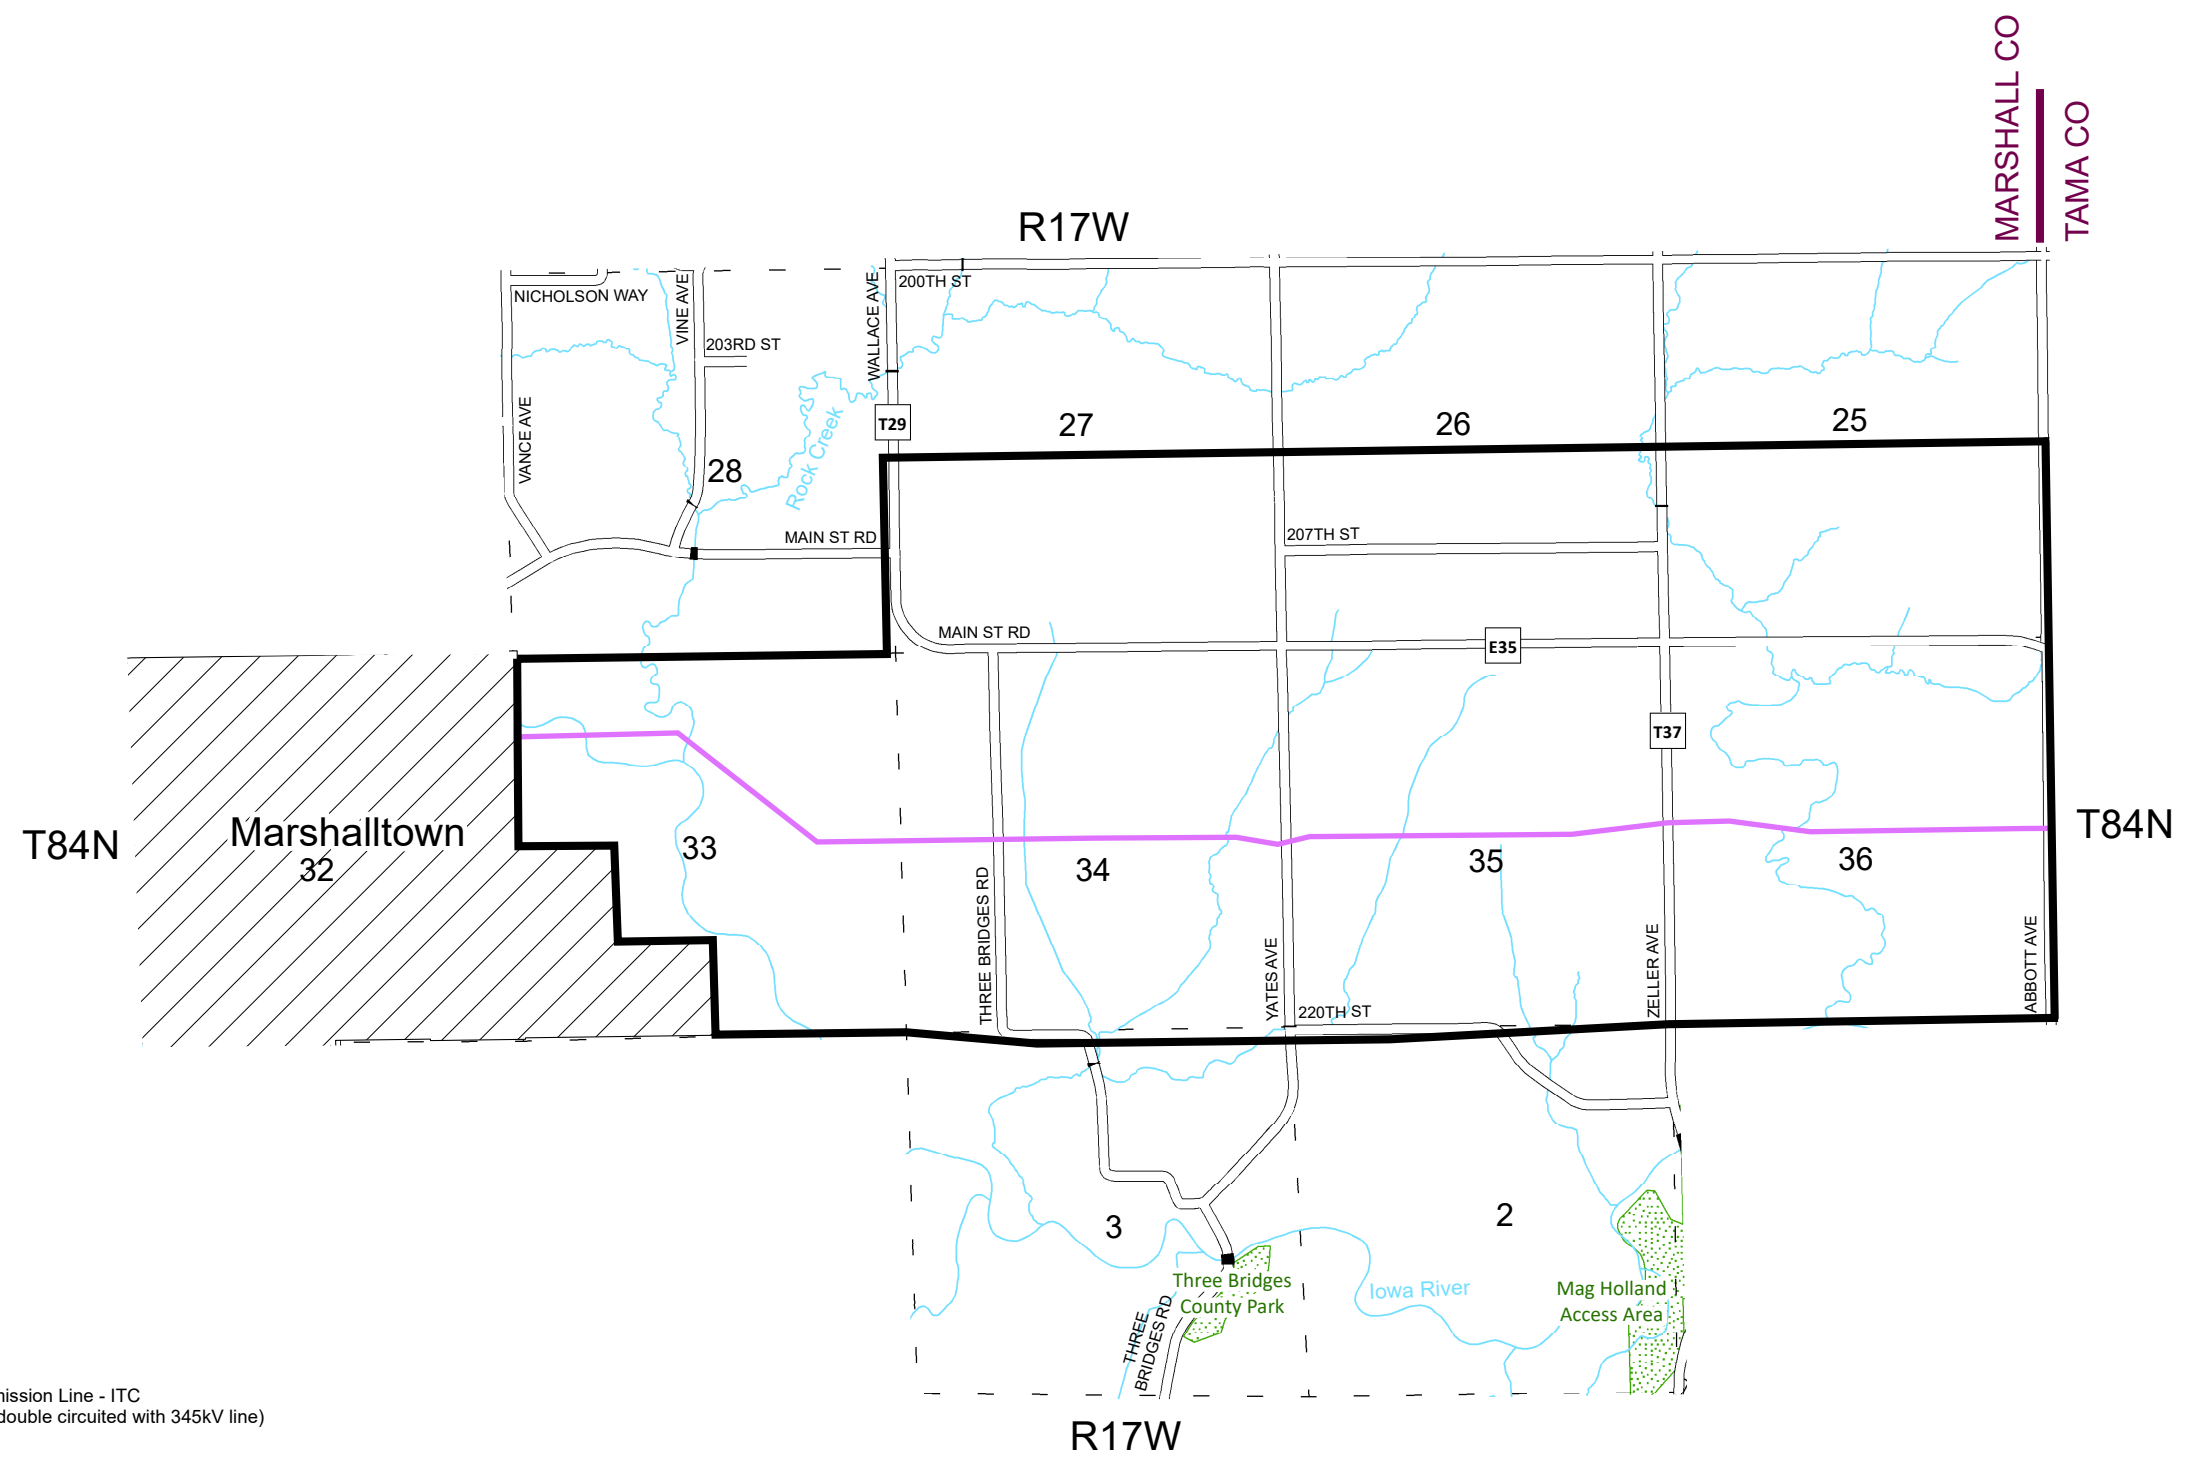 MARSHALL CO
TAMA CO
R17W
NICHOLSON WAY
VINE AVE
WALLACE AVE
200TH ST
203RD ST
VANCE AVE
Rock Creek
T29
27
26
25
28
MAIN ST RD
207TH ST
MAIN ST RD
E35
T37
T84N
Marshalltown
32
33
34
35
36
T84N
THREE BRIDGES RD
YATES AVE
220TH ST
ZELLER AVE
ABBOTT AVE
3
2
Three Bridges
County Park
Iowa River
Mag Holland
Access Area
THREE
BRIDGES RD
Line - ITC
double circuited with 345kV line)
R17W